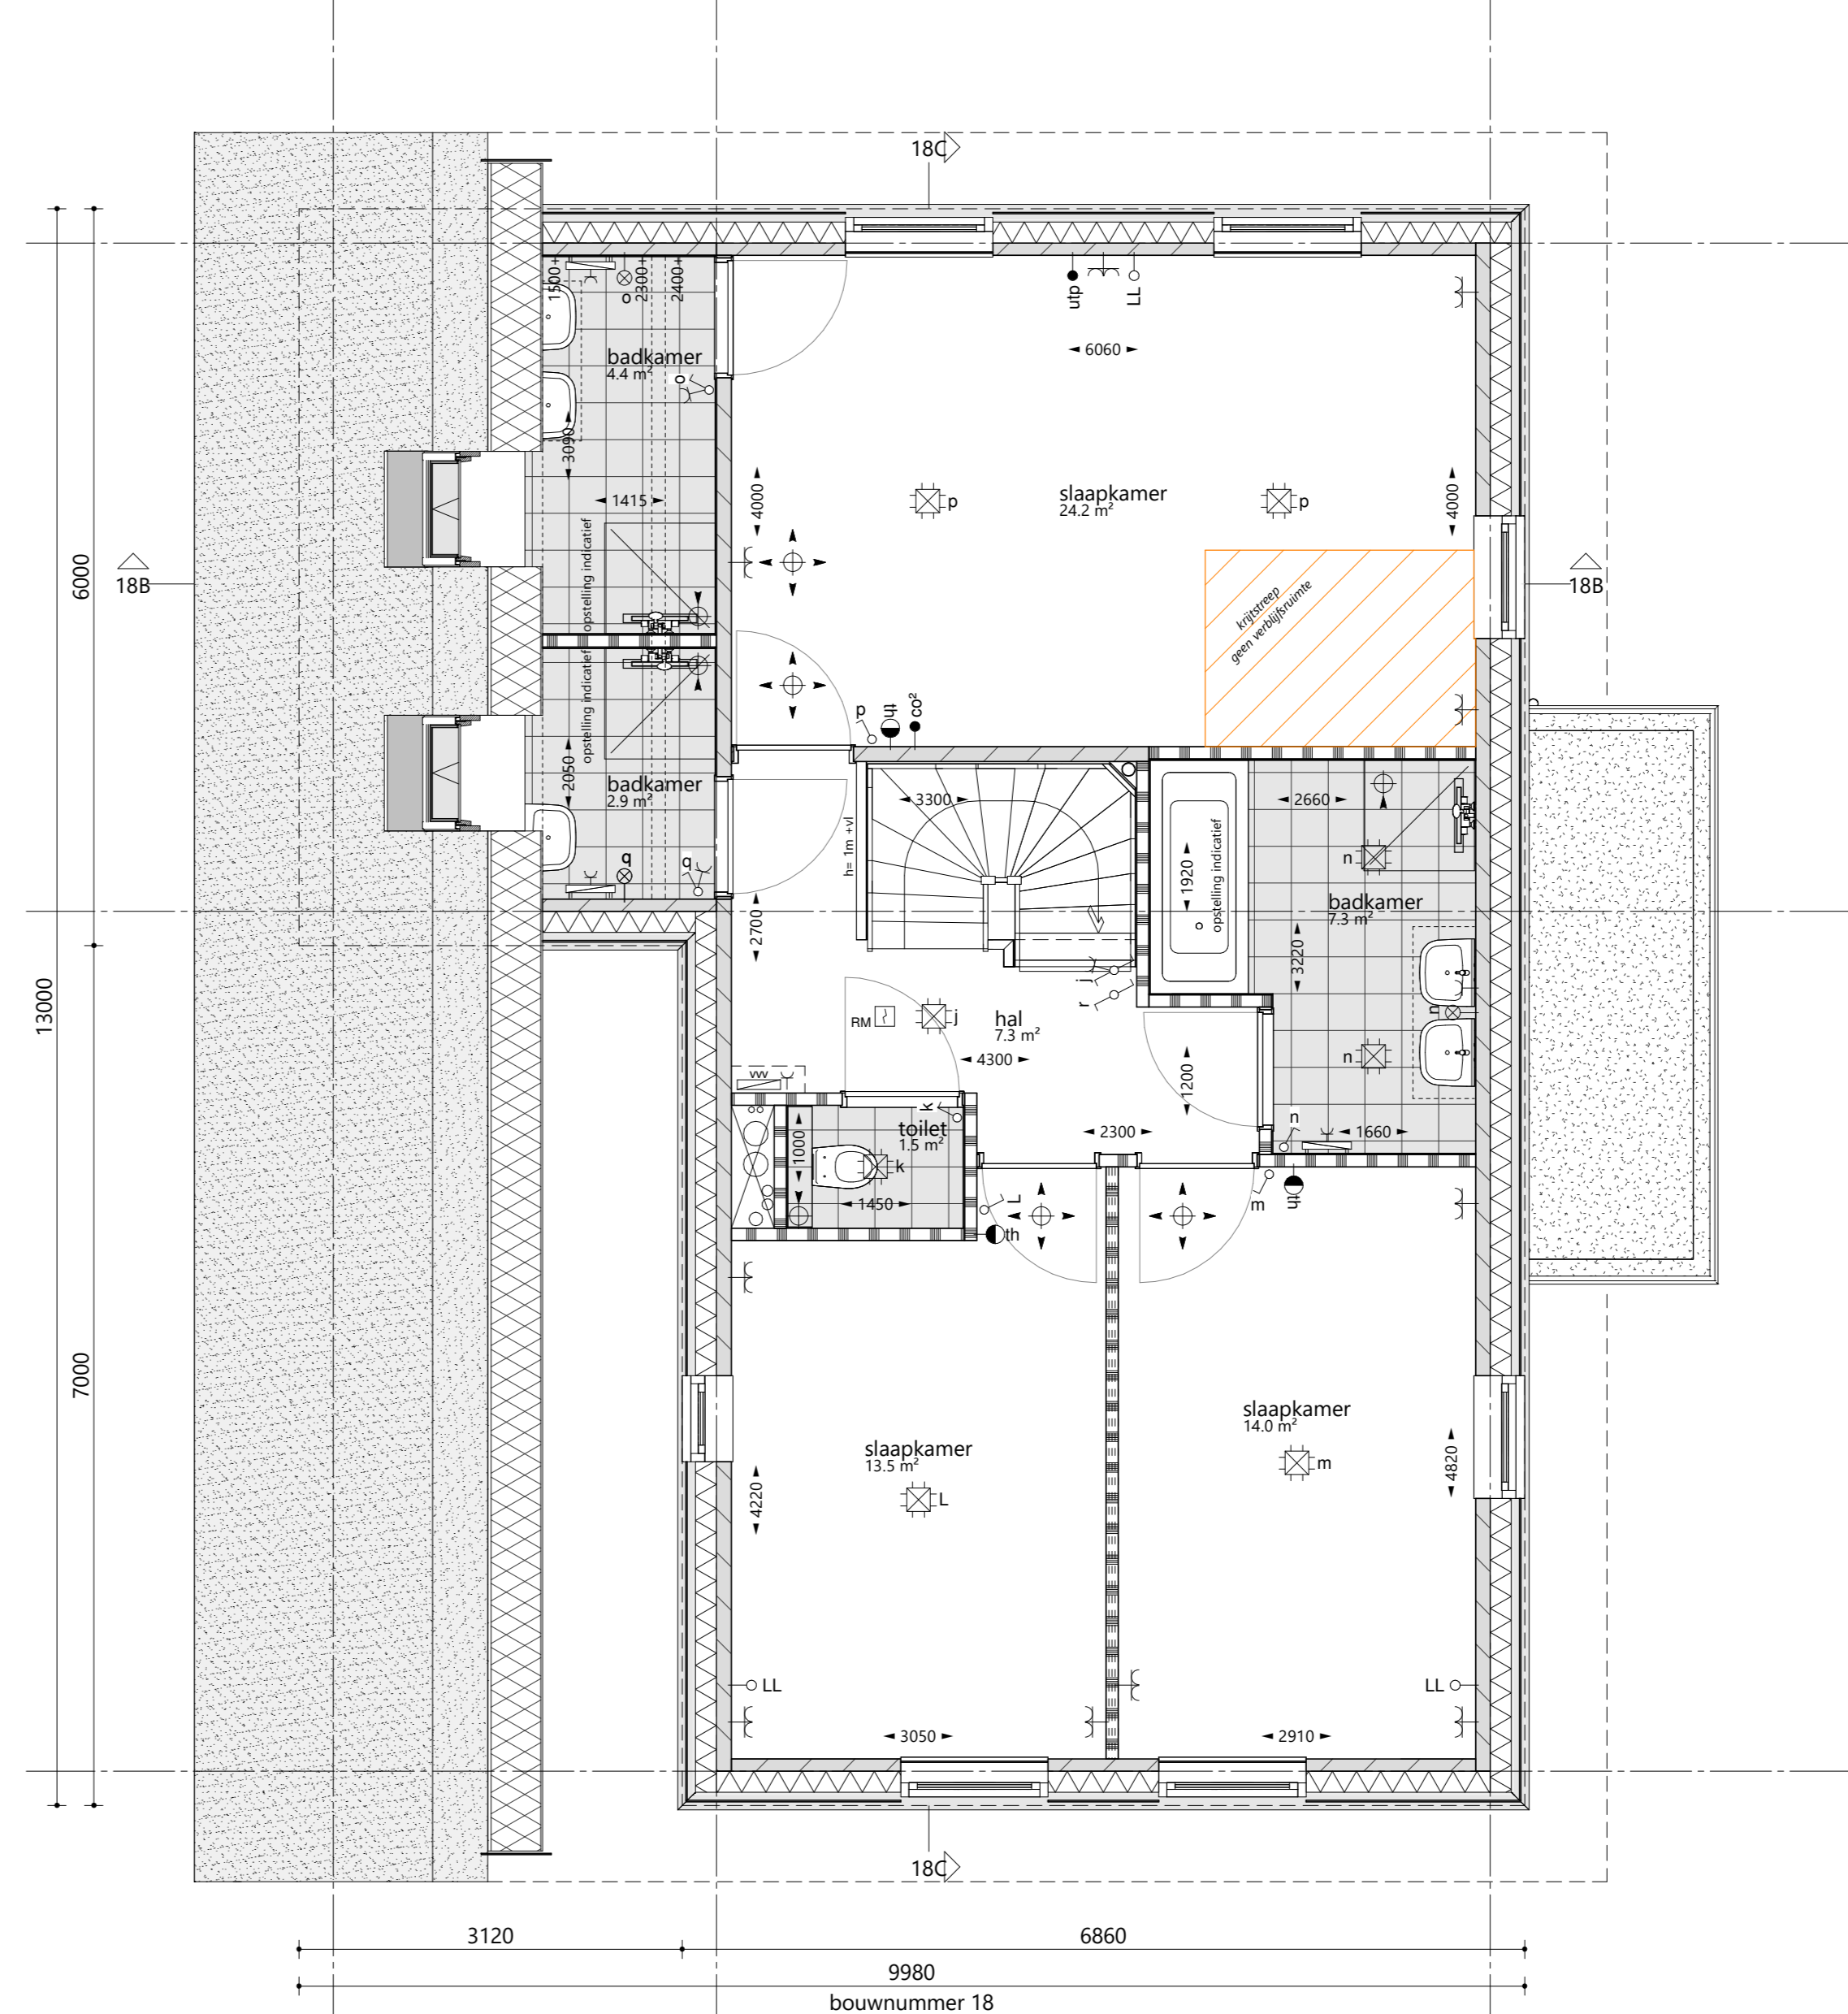 18C
1500+
o
2300+
2400+
utp
LL
6060
badkamer
4.4 m²
o
3090
1415
4000
p
slaapkamer
24.2 m²
p
4000
6000
18B
18B
opstelling indicatief
krijtstreep
geen verblijfsruimte
opstelling indicatief
p
th
co²
2050
badkamer
2.9 m²
3300
h= 1m +vl
2660
1920
opstelling indicatief
n
q
q
badkamer
7.3 m²
2700
3220
13000
j
r
RM
j
hal
7.3 m²
n
4300
n
1200
vvv
k
toilet
1.5 m²
1000
k
1450
2300
n
1660
L
th
m
th
7000
slaapkamer
13.5 m²
L
4220
slaapkamer
14.0 m²
m
4820
LL
LL
3050
2910
18C
3120
6860
9980
bouwnummer 18